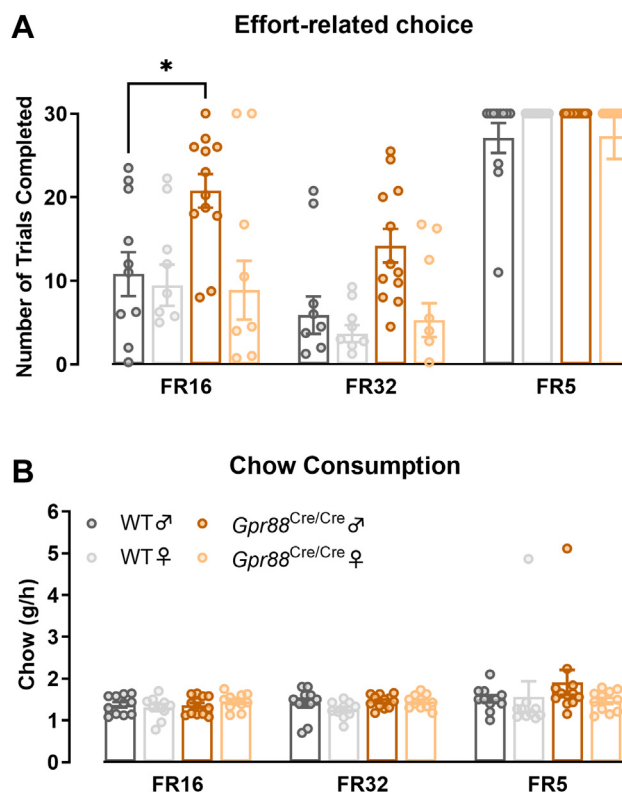 A
Effort-related choice
*
Number of Trials Completed
30
20
10
0
FR16 FR32 FR5
B
Chow Consumption
Chow (g/h)
6
5
4
3
2
1
0
WT♂ Gpr88Cre/Cre♂
WT♀ Gpr88Cre/Cre♀
FR16 FR32 FR5